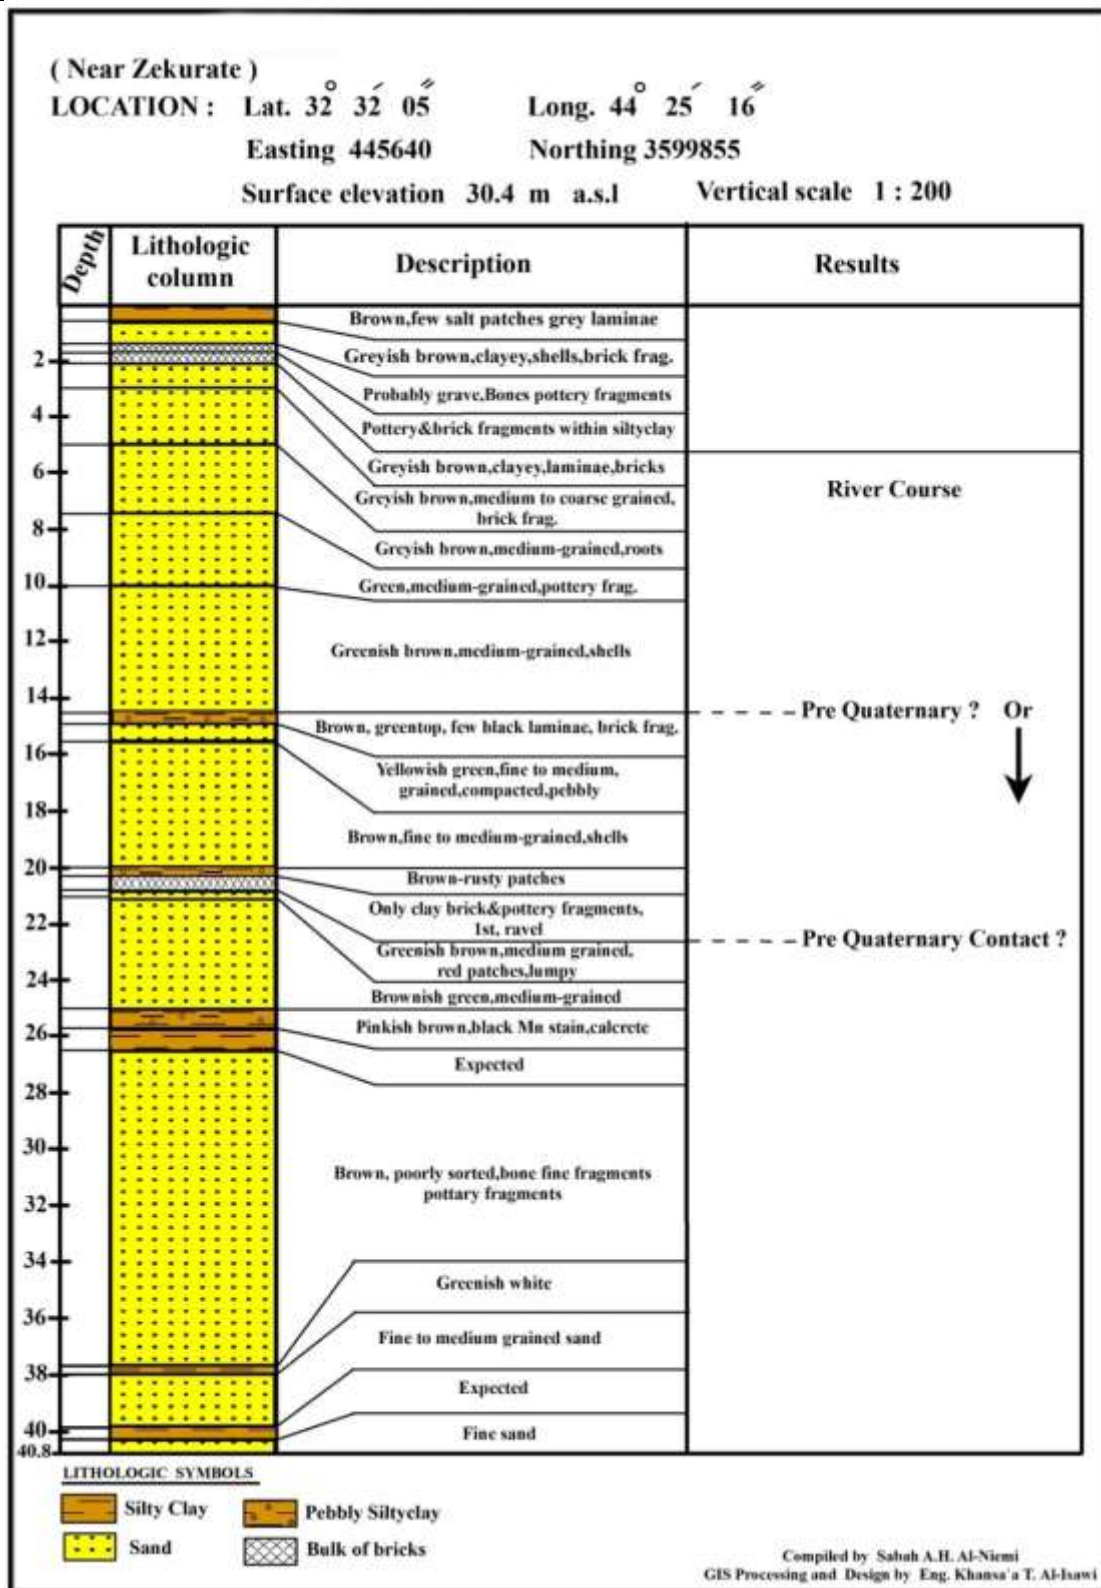 ( Near Zekurate )
LOCATION : Lat. 32° 32′ 05″ Long. 44° 25′ 16″
Easting 445640 Northing 3599855
Surface elevation 30.4 m a.s.l Vertical scale 1 : 200
Depth
Lithologic
column
Description
Results
Brown,few salt patches grey laminae
2
Greyish brown,clayey,shells,brick frag.
Probably grave,Bones pottery fragments
4
Pottery&brick fragments within siltyclay
Greyish brown,clayey,laminae,bricks
6
Greyish brown,medium to coarse grained,
brick frag.
River Course
8
Greyish brown,medium-grained,roots
10
Green,medium-grained,pottery frag.
12
Greenish brown,medium-grained,shells
14
Pre Quaternary ? Or
Brown, greentop, few black laminae, brick frag.
16
Yellowish green,fine to medium,
grained,compacted,pebbly
18
Brown,fine to medium-grained,shells
20
Brown-rusty patches
Only clay brick&pottery fragments,
1st, ravel
22
Greenish brown,medium grained,
red patches,lumpy
Pre Quaternary Contact ?
24
Brownish green,medium-grained
26
Pinkish brown,black Mn stain,calcrete
Expected
28
30
Brown, poorly sorted,bone fine fragments
pottary fragments
32
34
Greenish white
36
Fine to medium grained sand
38
Expected
40
Fine sand
40.8
LITHOLOGIC SYMBOLS
Silty Clay Pebbly Siltyclay
Sand Bulk of bricks
Compiled by Sabah A.H. Al-Niemi
GIS Processing and Design by Eng. Khansa'a T. Al-Isawi